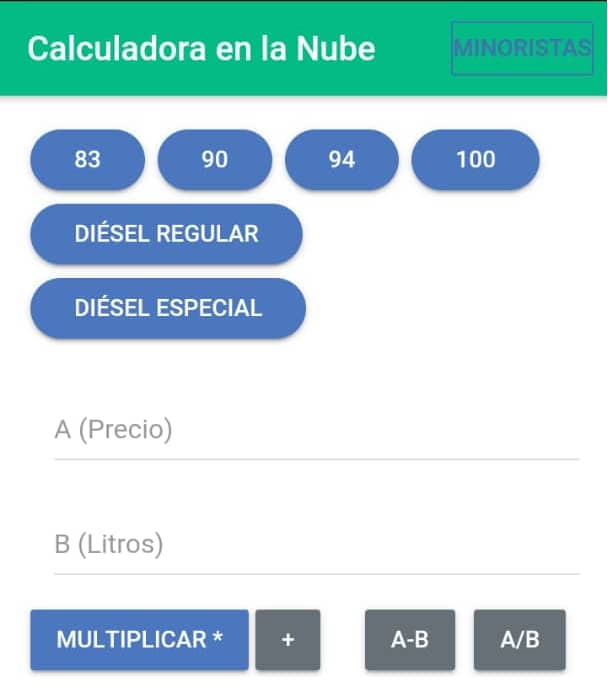 Calculadora en la Nube MINORISTAS
83 90 94 100
DIÉSEL REGULAR
DIÉSEL ESPECIAL
A (Precio)
B (Litros)
MULTIPLICAR * + A-B A/B